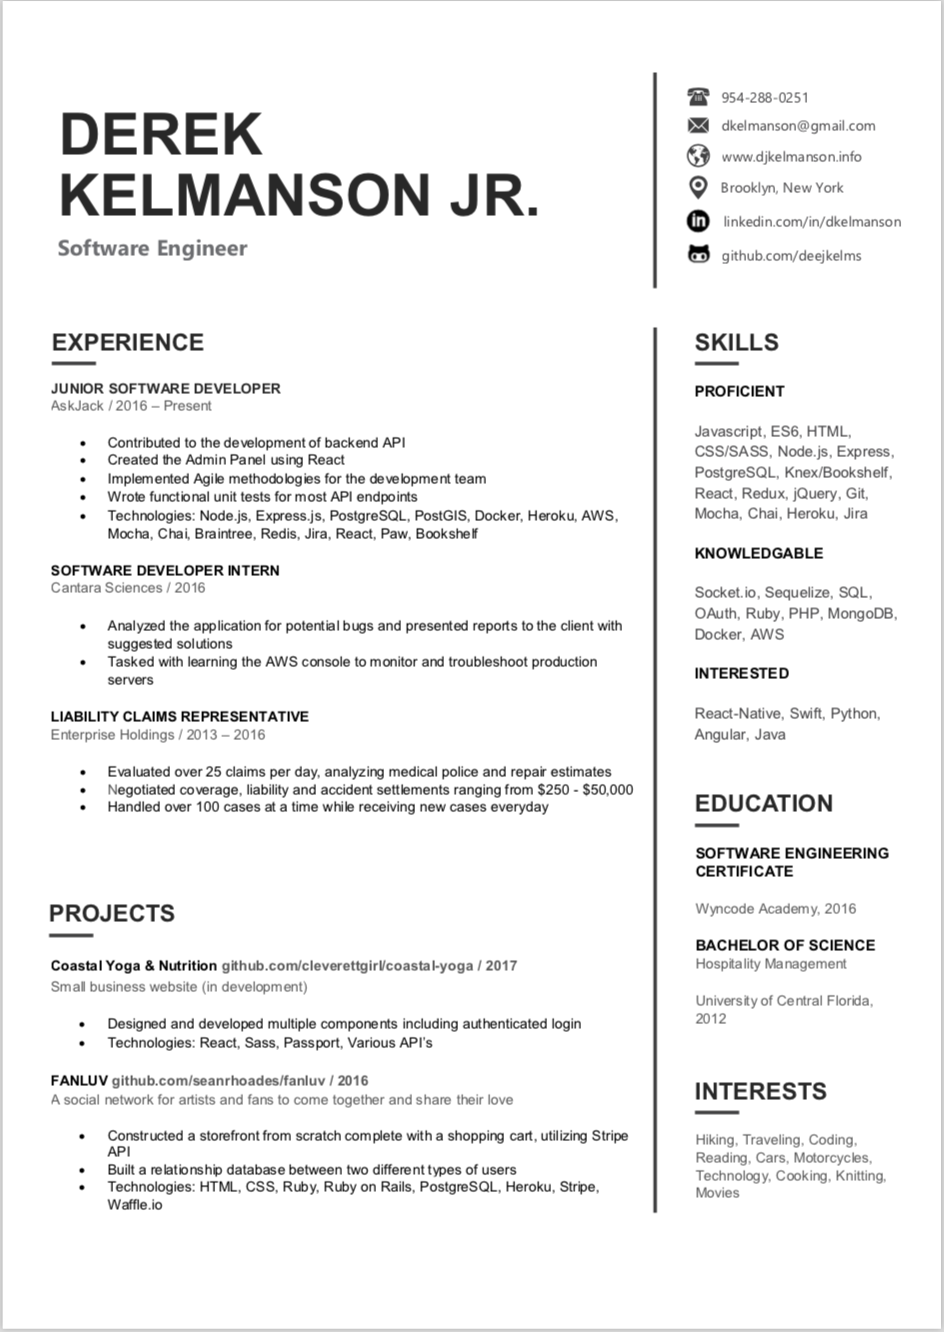 DEREK
KELMANSON JR.
Software Engineer
954-288-0251
dkelmanson@gmail.com
www.djkelmanson.info
Brooklyn, New York
linkedin.com/in/dkelmanson
github.com/deejkelms
EXPERIENCE
JUNIOR SOFTWARE DEVELOPER
AskJack / 2016 – Present
• Contributed to the development of backend API
• Created the Admin Panel using React
• Implemented Agile methodologies for the development team
• Wrote functional unit tests for most API endpoints
• Technologies: Node.js, Express.js, PostgreSQL, PostGIS, Docker, Heroku, AWS,
Mocha, Chai, Braintree, Redis, Jira, React, Paw, Bookshelf
SOFTWARE DEVELOPER INTERN
Cantara Sciences / 2016
• Analyzed the application for potential bugs and presented reports to the client with
suggested solutions
• Tasked with learning the AWS console to monitor and troubleshoot production
servers
LIABILITY CLAIMS REPRESENTATIVE
Enterprise Holdings / 2013 – 2016
• Evaluated over 25 claims per day, analyzing medical police and repair estimates
• Negotiated coverage, liability and accident settlements ranging from $250 - $50,000
• Handled over 100 cases at a time while receiving new cases everyday
PROJECTS
Coastal Yoga & Nutrition github.com/cleverettgirl/coastal-yoga / 2017
Small business website (in development)
• Designed and developed multiple components including authenticated login
• Technologies: React, Sass, Passport, Various API's
FANLUV github.com/seanrhoades/fanluv / 2016
A social network for artists and fans to come together and share their love
• Constructed a storefront from scratch complete with a shopping cart, utilizing Stripe
API
• Built a relationship database between two different types of users
• Technologies: HTML, CSS, Ruby, Ruby on Rails, PostgreSQL, Heroku, Stripe,
Waffle.io
SKILLS
PROFICIENT
Javascript, ES6, HTML,
CSS/SASS, Node.js, Express,
PostgreSQL, Knex/Bookshelf,
React, Redux, jQuery, Git,
Mocha, Chai, Heroku, Jira
KNOWLEDGABLE
Socket.io, Sequelize, SQL,
OAuth, Ruby, PHP, MongoDB,
Docker, AWS
INTERESTED
React-Native, Swift, Python,
Angular, Java
EDUCATION
SOFTWARE ENGINEERING
CERTIFICATE
Wyncode Academy, 2016
BACHELOR OF SCIENCE
Hospitality Management
University of Central Florida,
2012
INTERESTS
Hiking, Traveling, Coding,
Reading, Cars, Motorcycles,
Technology, Cooking, Knitting,
Movies